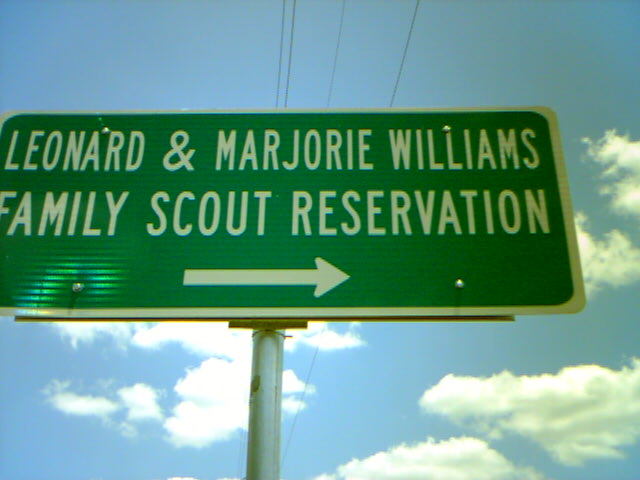 LEONARD & MARJORIE WILLIAMS
FAMILY SCOUT RESERVATION